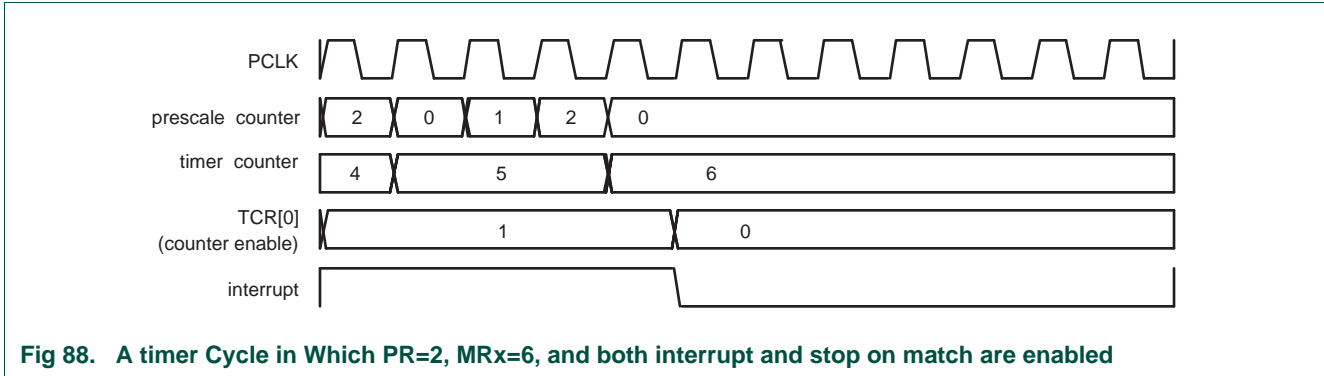 PCLK
prescale counter 2 0 1 2 0
timer counter 4 5 6
TCR[0]
(counter enable) 1 0
interrupt
Fig 88. A timer Cycle in Which PR=2, MRx=6, and both interrupt and stop on match are enabled